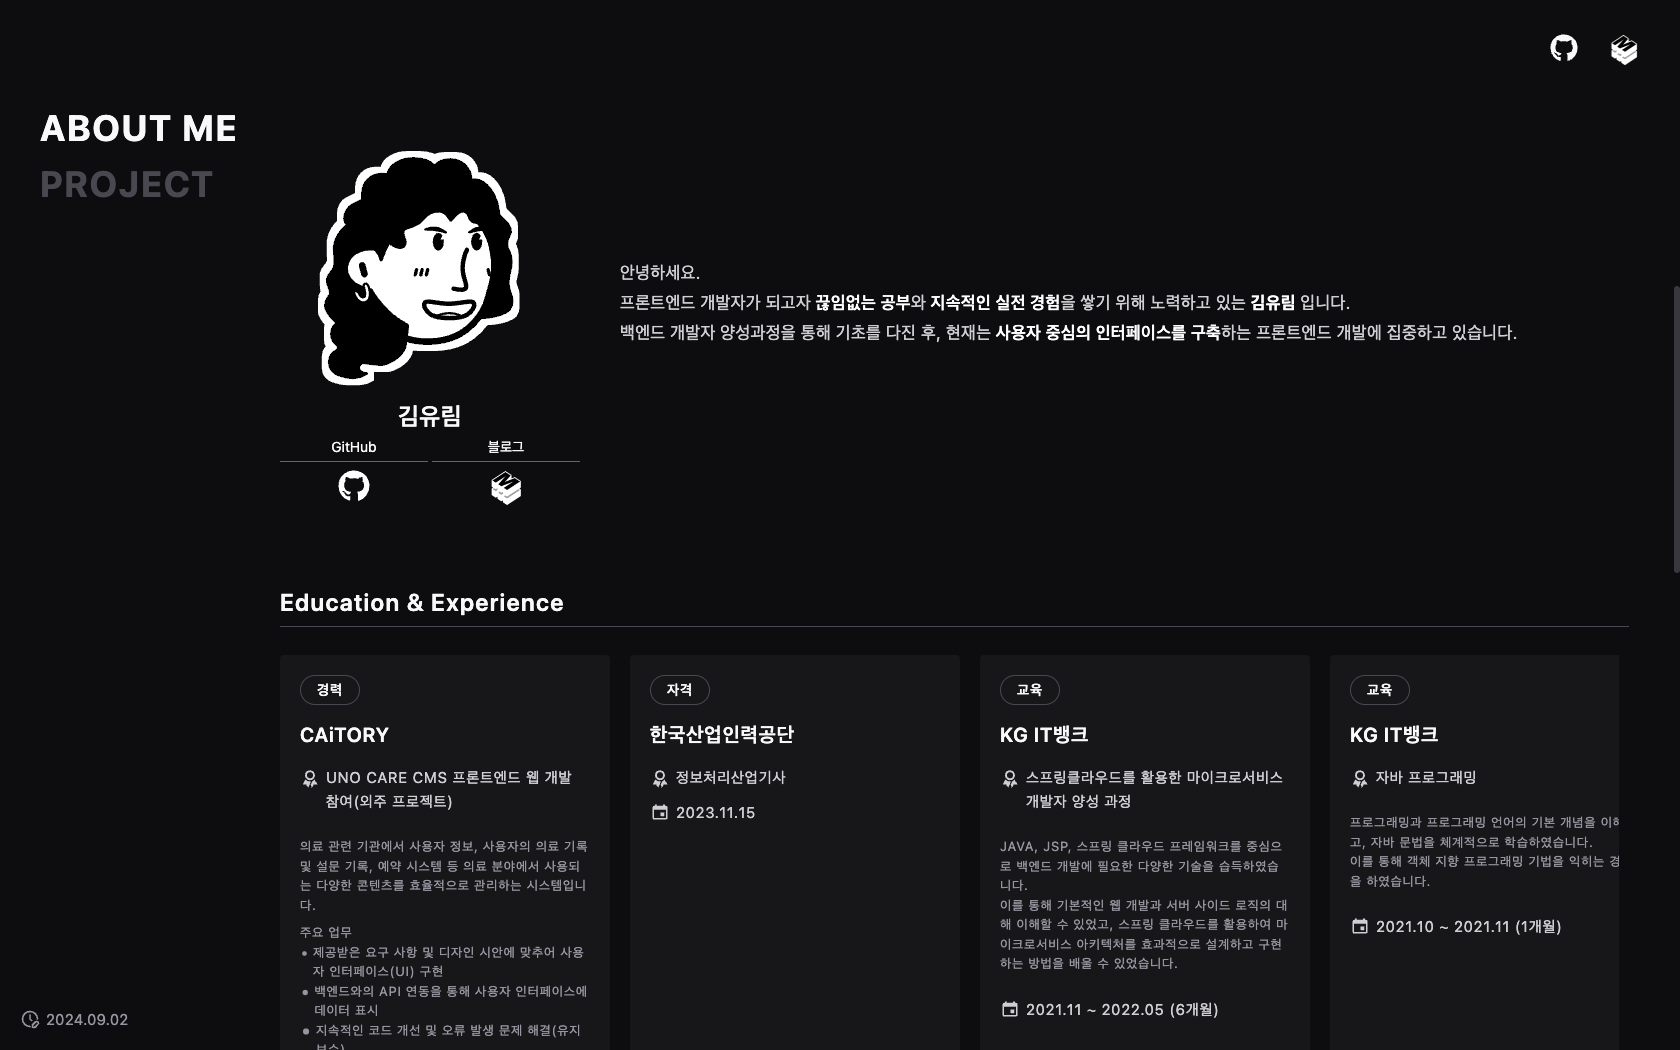 ABOUT ME
PROJECT
안녕하세요.
프론트엔드 개발자가 되고자 끊임없는 공부와 지속적인 실전 경험을 쌓기 위해 노력하고 있는 김유림 입니다.
백엔드 개발자 양성과정을 통해 기초를 다진 후, 현재는 사용자 중심의 인터페이스를 구축하는 프론트엔드 개발에 집중하고 있습니다.
김유림
GitHub
블로그
Education & Experience
경력
CAiTORY
UNO CARE CMS 프론트엔드 웹 개발
참여(외주 프로젝트)
의료 관련 기관에서 사용자 정보, 사용자의 의료 기록
및 설문 기록, 예약 시스템 등 의료 분야에서 사용되
는 다양한 콘텐츠를 효율적으로 관리하는 시스템입니
다.
주요 업무
• 제공받은 요구 사항 및 디자인 시안에 맞추어 사용
자 인터페이스(UI) 구현
• 백엔드와의 API 연동을 통해 사용자 인터페이스에
데이터 표시
• 지속적인 코드 개선 및 오류 발생 문제 해결(유지
보수)
자격
한국산업인력공단
정보처리산업기사
2023.11.15
교육
KG IT뱅크
스프링클라우드를 활용한 마이크로서비스
개발자 양성 과정
JAVA, JSP, 스프링 클라우드 프레임워크를 중심으
로 백엔드 개발에 필요한 다양한 기술을 습득하였습
니다.
이를 통해 기본적인 웹 개발과 서버 사이드 로직의 대
해 이해할 수 있었고, 스프링 클라우드를 활용하여 마
이크로서비스 아키텍처를 효과적으로 설계하고 구현
하는 방법을 배울 수 있었습니다.
2021.11 ~ 2022.05 (6개월)
교육
KG IT뱅크
자바 프로그래밍
프로그래밍과 프로그래밍 언어의 기본 개념을 이해
고, 자바 문법을 체계적으로 학습하였습니다.
이를 통해 객체 지향 프로그래밍 기법을 익히는 경
을 하였습니다.
2021.10 ~ 2021.11 (1개월)
2024.09.02